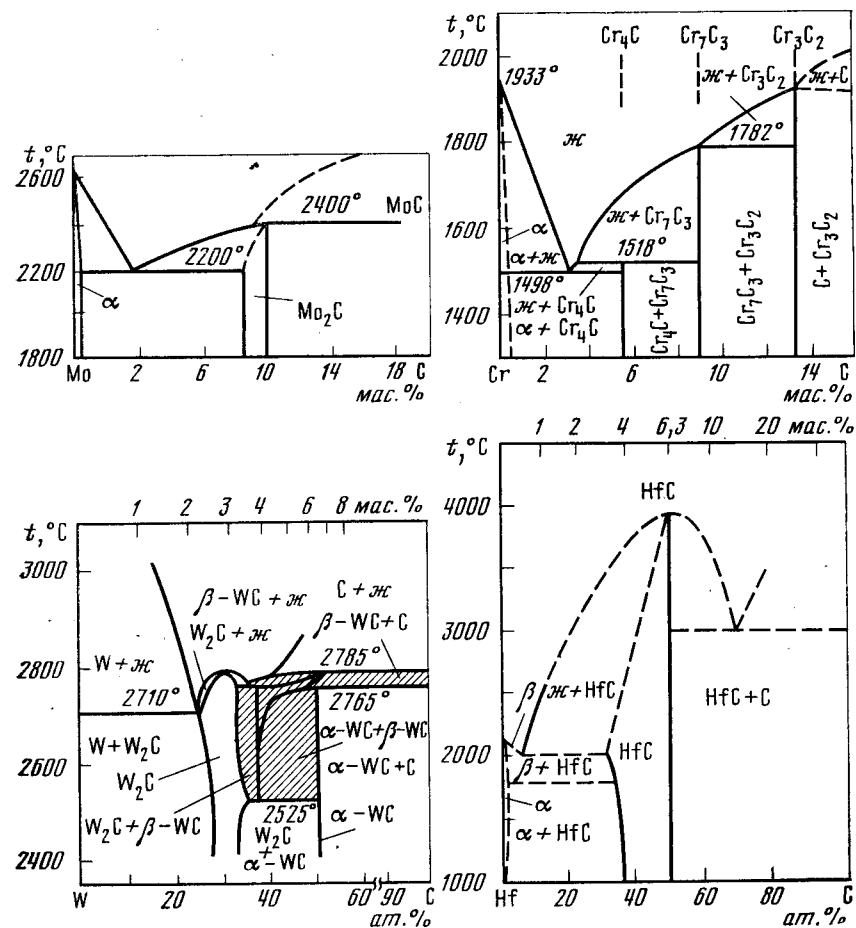 t,°C
2600
2200
1800
2400°
MoC
2200°
α
Mo₂C
Mo
2
6
10
14
18
C
мас.%
t,°C
2000
1800
1600
1400
Cr₄C
Cr₇C₃
Cr₃C₂
1933°
ж+Cr₃C₂
ж+C
1782°
ж
ж+Cr₇C₃
α
α+ж
1518°
1498°
ж+Cr₄C
α+Cr₄C
Cr₄C+Cr₇C₃
Cr₇C₃+Cr₃C₂
C+Cr₃C₂
Cr
2
6
10
14
C
мас.%
1 2 3 4 6 8 мас.%
t,°C
3000
2800
2600
2400
β-WC+ж
C+ж
W₂C+ж
β-WC+C
W+ж
2785°
2710°
2765°
W+W₂C
α-WC+β-WC
W₂C
α-WC+C
W₂C+β-WC
2525°
α-WC
W₂C
+
α-WC
W
20
40
60
90
C
ат.%
1 2 4 6,3 10 20 мас.%
t,°C
4000
3000
2000
1000
HfC
β
ж+HfC
HfC+C
HfC
β+HfC
α
α+HfC
Hf
20
40
60
80
C
ат.%